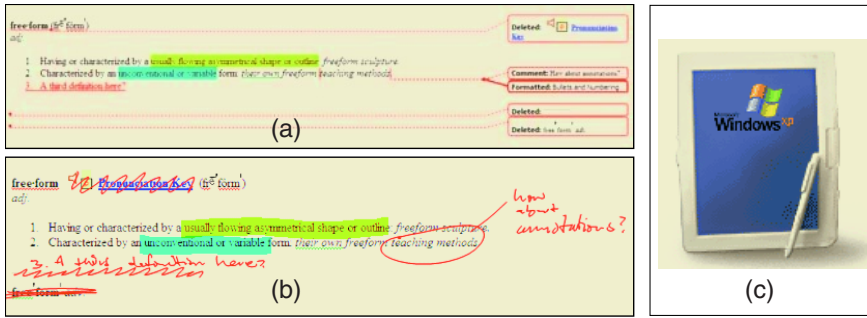 free·form (frē′fôrm′)
adj.
1. Having or characterized by a usually flowing asymmetrical shape or outline: freeform sculpture.
2. Characterized by an unconventional or variable form: their own freeform teaching methods.
3. A third definition here?
Deleted: Pronunciation
Key
Comment: How about annotations?
Formatted: Bullets and Numbering
Deleted:
Deleted: free′form′ adv.
(a)
free·form Pronunciation Key (frē′fôrm′)
adj.
1. Having or characterized by a usually flowing asymmetrical shape or outline: freeform sculpture.
2. Characterized by an unconventional or variable form: their own freeform teaching methods.
3. A third definition here?
free′form′ adv.
how
about
annotations?
(b)
Microsoft
Windows xp
(c)